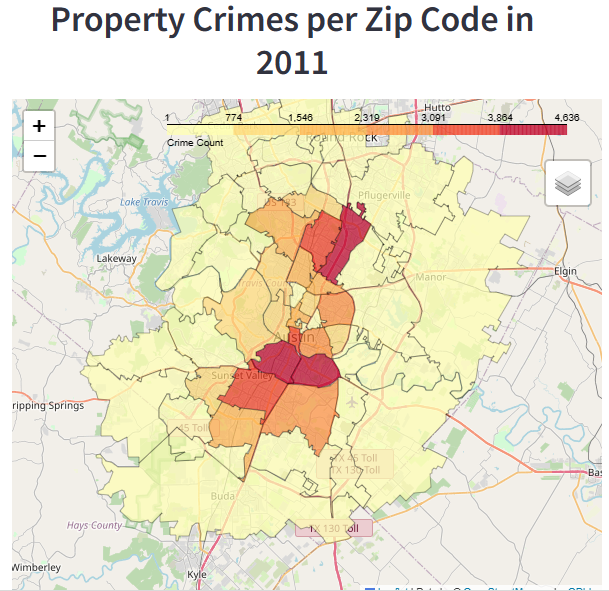 Property Crimes per Zip Code in
2011
+
−
Hutto
1 774 1,546 2,319 3,091 3,864 4,636
Crime Count
Rock
Lake Travis
Pflugerville
Lakeway
Manor
Elgin
Austin
Sunset Valley
ripping Springs
45 Toll
TX 45 Toll
TX 130 Toll
Bas
Buda
Hays County
TX 130 Toll
Wimberley
Kyle